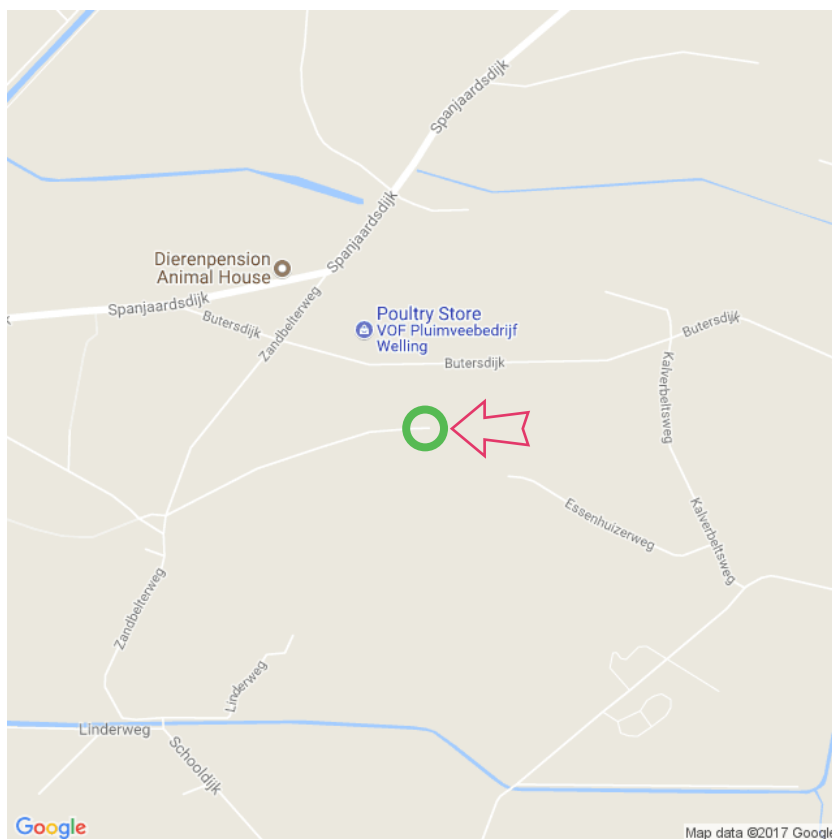 Spanjaardsdijk
Spanjaardsdijk
Dierenpension
Animal House
Spanjaardsdijk
Zandbelterweg
Butersdijk
Poultry Store
VOF Pluimveebedrijf
Welling
Butersdijk
Butersdijk
Kalverbeltsweg
Essenhuizerweg
Kalverbeltsweg
Zandbelterweg
Linderweg
Linderweg
Schooldijk
Google
Map data ©2017 Google